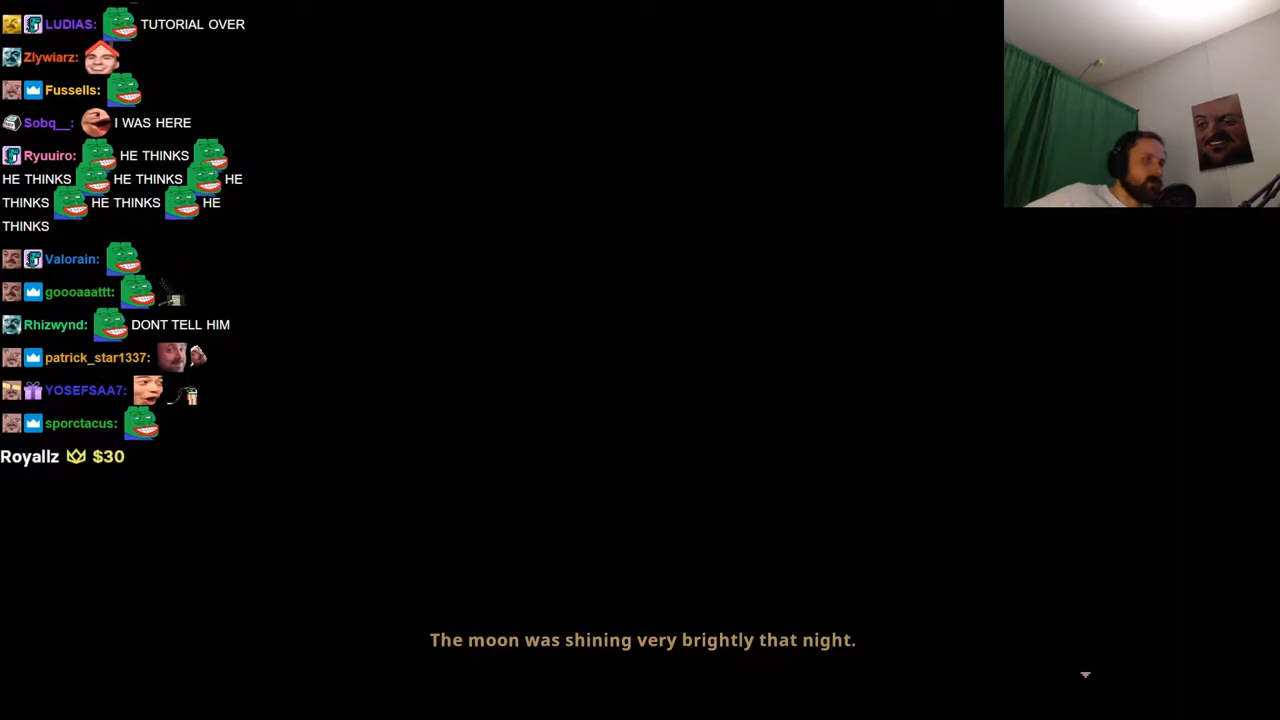 LUDIAS: TUTORIAL OVER
Zlywiarz:
Fussells:
Sobq__: I WAS HERE
Ryuuiro: HE THINKS
HE THINKS HE THINKS HE
THINKS HE THINKS HE
THINKS
Valorain:
goooaaattt:
Rhizwynd: DONT TELL HIM
patrick_star1337:
YOSEFSAA7:
sporctacus:
Royallz $30
The moon was shining very brightly that night.